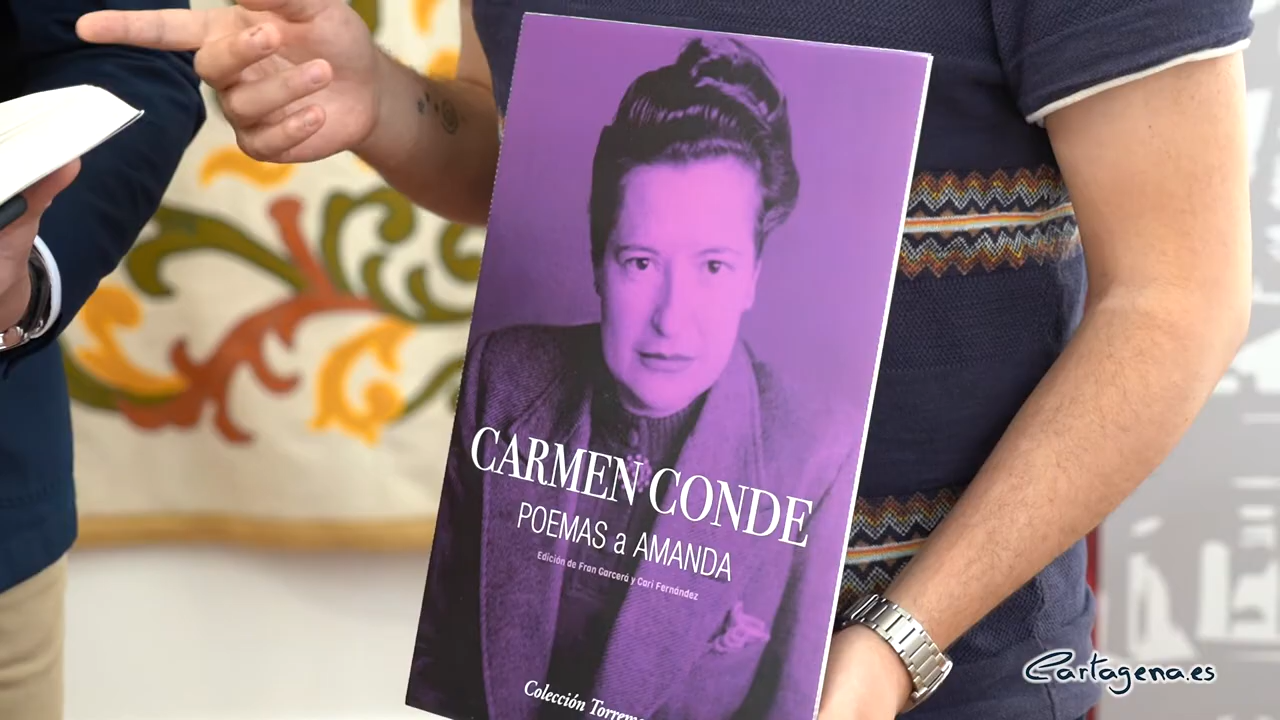 CARMEN CONDE
POEMAS a AMANDA
Edición de Fran Garcerá y Cari Fernández
Colección
Cartagena.es